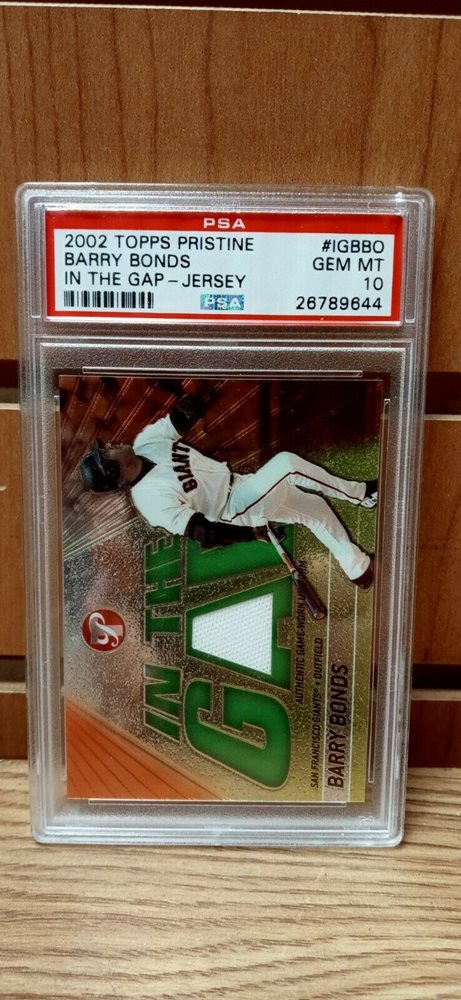 PSA
2002 TOPPS PRISTINE #IGBBO
BARRY BONDS GEM MT
IN THE GAP - JERSEY 10
PSA 26789644
GIANTS
IN THE
GAP
AUTHENTIC GAME-WORN UNIFORM
SAN FRANCISCO GIANTS • OUTFIELD
BARRY BONDS